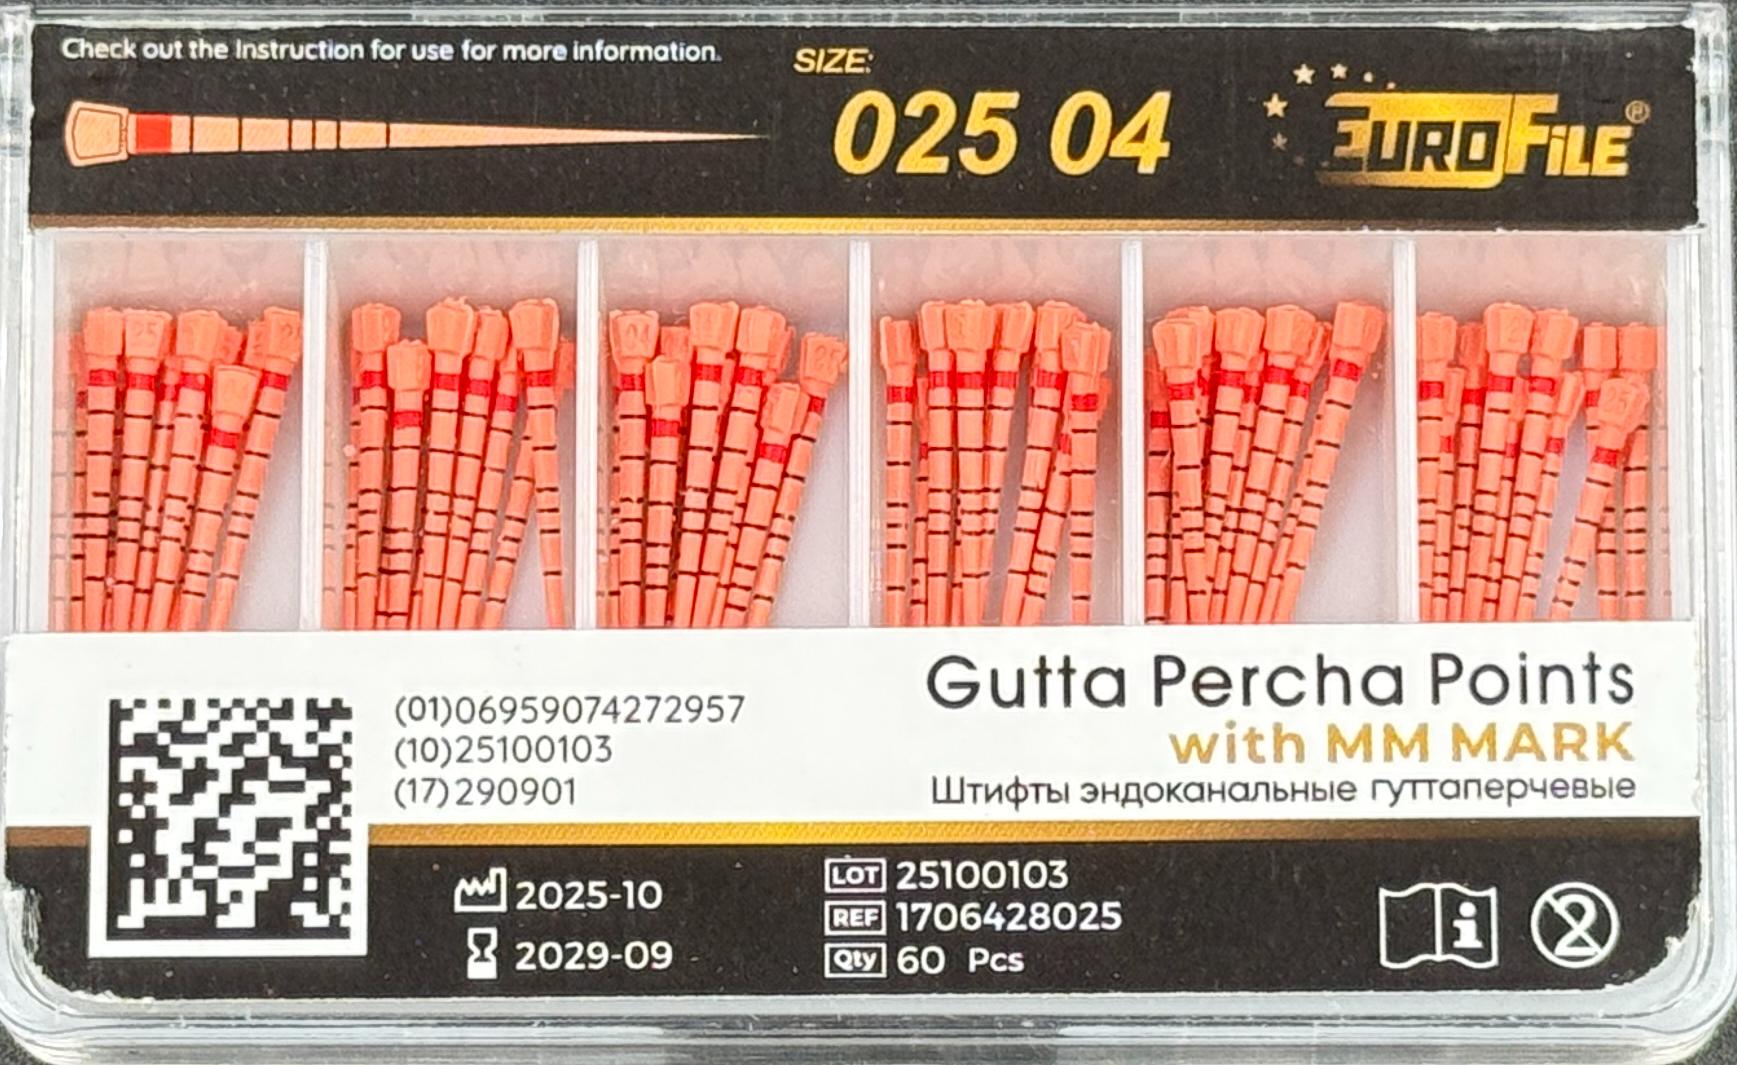 Check out the Instruction for use for more information.
SIZE:
025 04
EUROFiLE®
(01)06959074272957
(10)25100103
(17)290901
Gutta Percha Points
with MM MARK
Штифты эндоканальные гуттаперчевые
2025-10
2029-09
LOT 25100103
REF 1706428025
Qty 60 Pcs
i
2